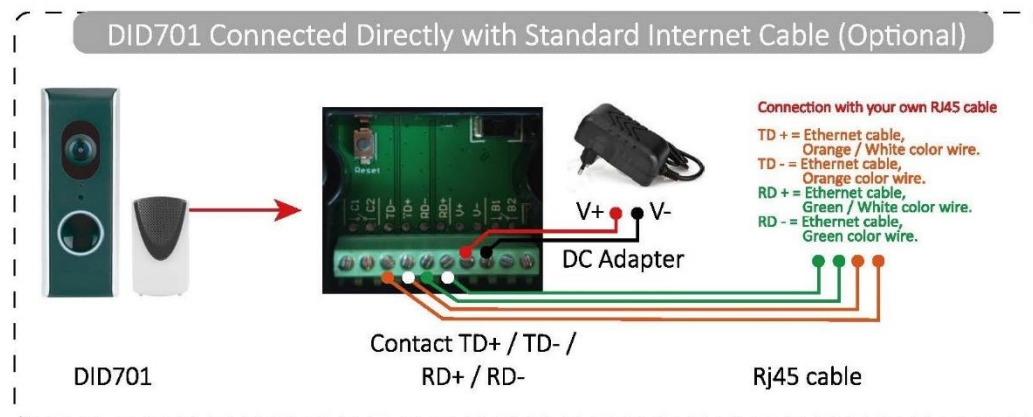 DID701 Connected Directly with Standard Internet Cable (Optional)
Connection with your own RJ45 cable
TD + = Ethernet cable,
Orange / White color wire.
TD - = Ethernet cable,
Orange color wire.
RD + = Ethernet cable,
Green / White color wire.
RD - = Ethernet cable,
Green color wire.
Reset
C1
C2
TD-
TD+
RD-
RD+
V+
V-
B1
B2
V+ V-
DC Adapter
Contact TD+ / TD- /
RD+ / RD-
DID701
Rj45 cable